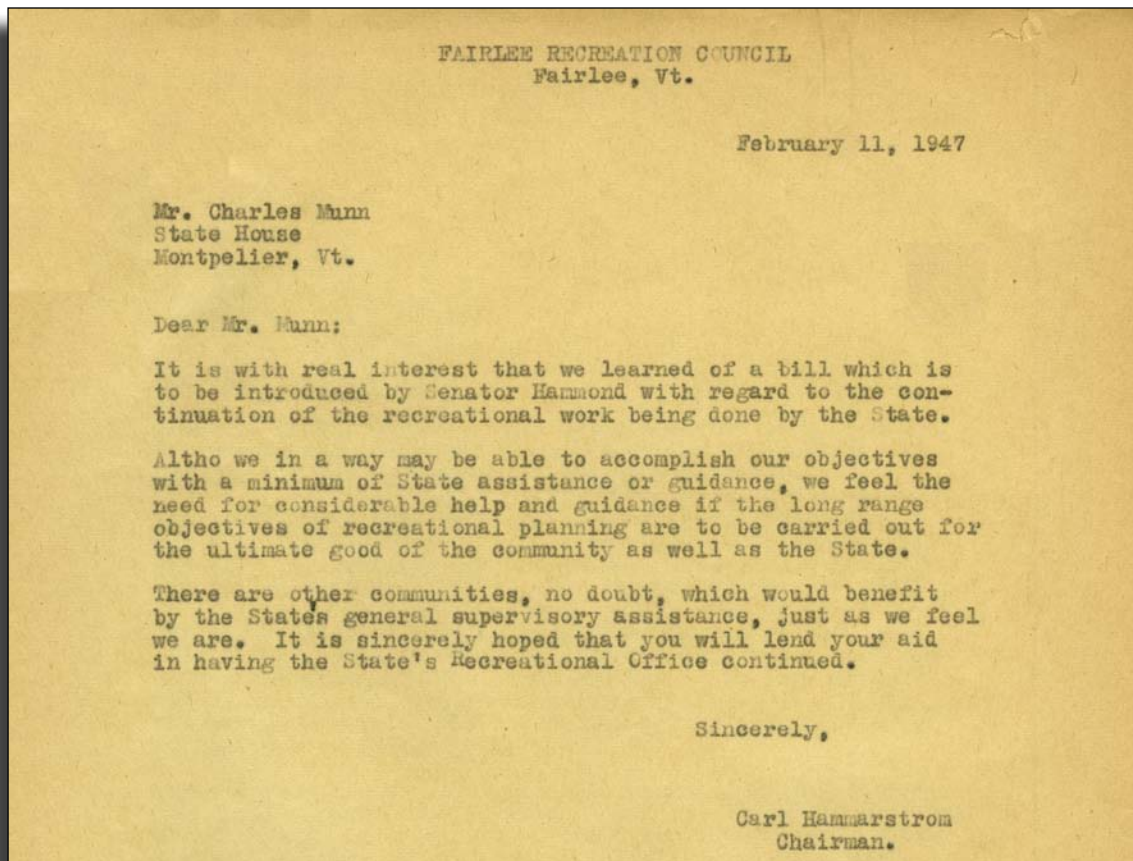 FAIRLEE RECREATION COUNCIL
Fairlee, Vt.
February 11, 1947
Mr. Charles Munn
State House
Montpelier, Vt.
Dear Mr. Munn:
It is with real interest that we learned of a bill which is
to be introduced by Senator Hammond with regard to the con-
tinuation of the recreational work being done by the State.
Altho we in a way may be able to accomplish our objectives
with a minimum of State assistance or guidance, we feel the
need for considerable help and guidance if the long range
objectives of recreational planning are to be carried out for
the ultimate good of the community as well as the State.
There are other communities, no doubt, which would benefit
by the State's general supervisory assistance, just as we feel
we are. It is sincerely hoped that you will lend your aid
in having the State's Recreational Office continued.
Sincerely,
Carl Hammarstrom
Chairman.